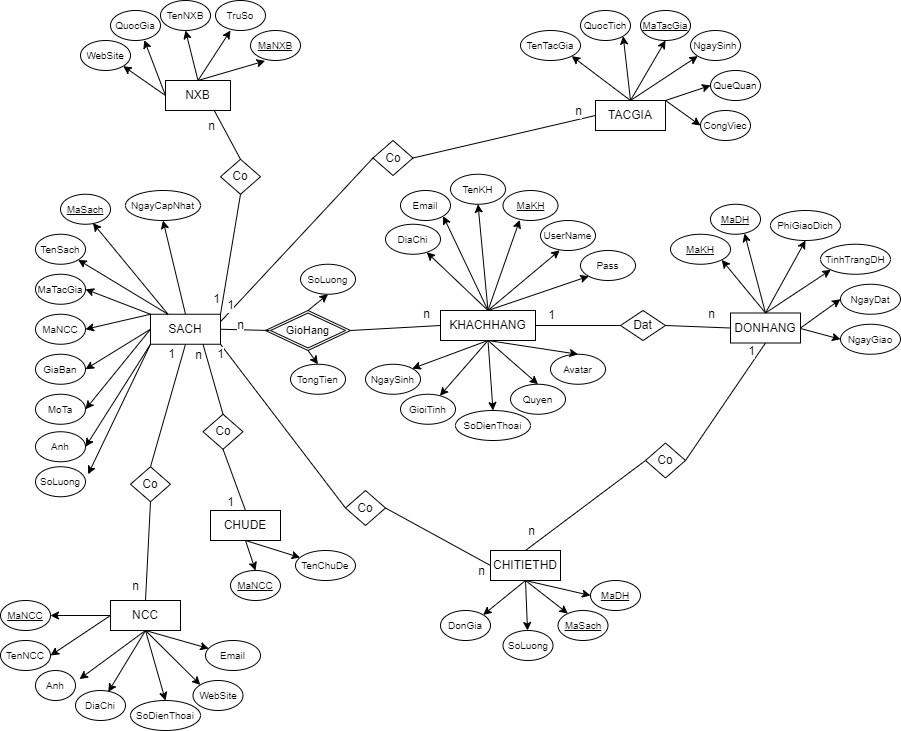 TenNXB
TruSo
QuocGia
MaNXB
WebSite
NXB
n
Co
QuocTich
MaTacGia
TenTacGia
NgaySinh
QueQuan
CongViec
TACGIA
n
Co
MaSach
NgayCapNhat
TenSach
MaTacGia
MaNCC
GiaBan
MoTa
Anh
SoLuong
SACH
1
1
n
1
n
1
SoLuong
GioHang
TongTien
TenKH
Email
MaKH
DiaChi
UserName
Pass
n
KHACHHANG
1
NgaySinh
GioiTinh
SoDienThoai
Quyen
Avatar
Dat
MaDH
PhiGiaoDich
MaKH
TinhTrangDH
NgayDat
NgayGiao
n
DONHANG
1
Co
Co
Co
Co
1
CHUDE
TenChuDe
MaNCC
n
n
CHITIETHD
DonGia
SoLuong
MaSach
MaDH
n
NCC
MaNCC
TenNCC
Anh
DiaChi
SoDienThoai
WebSite
Email